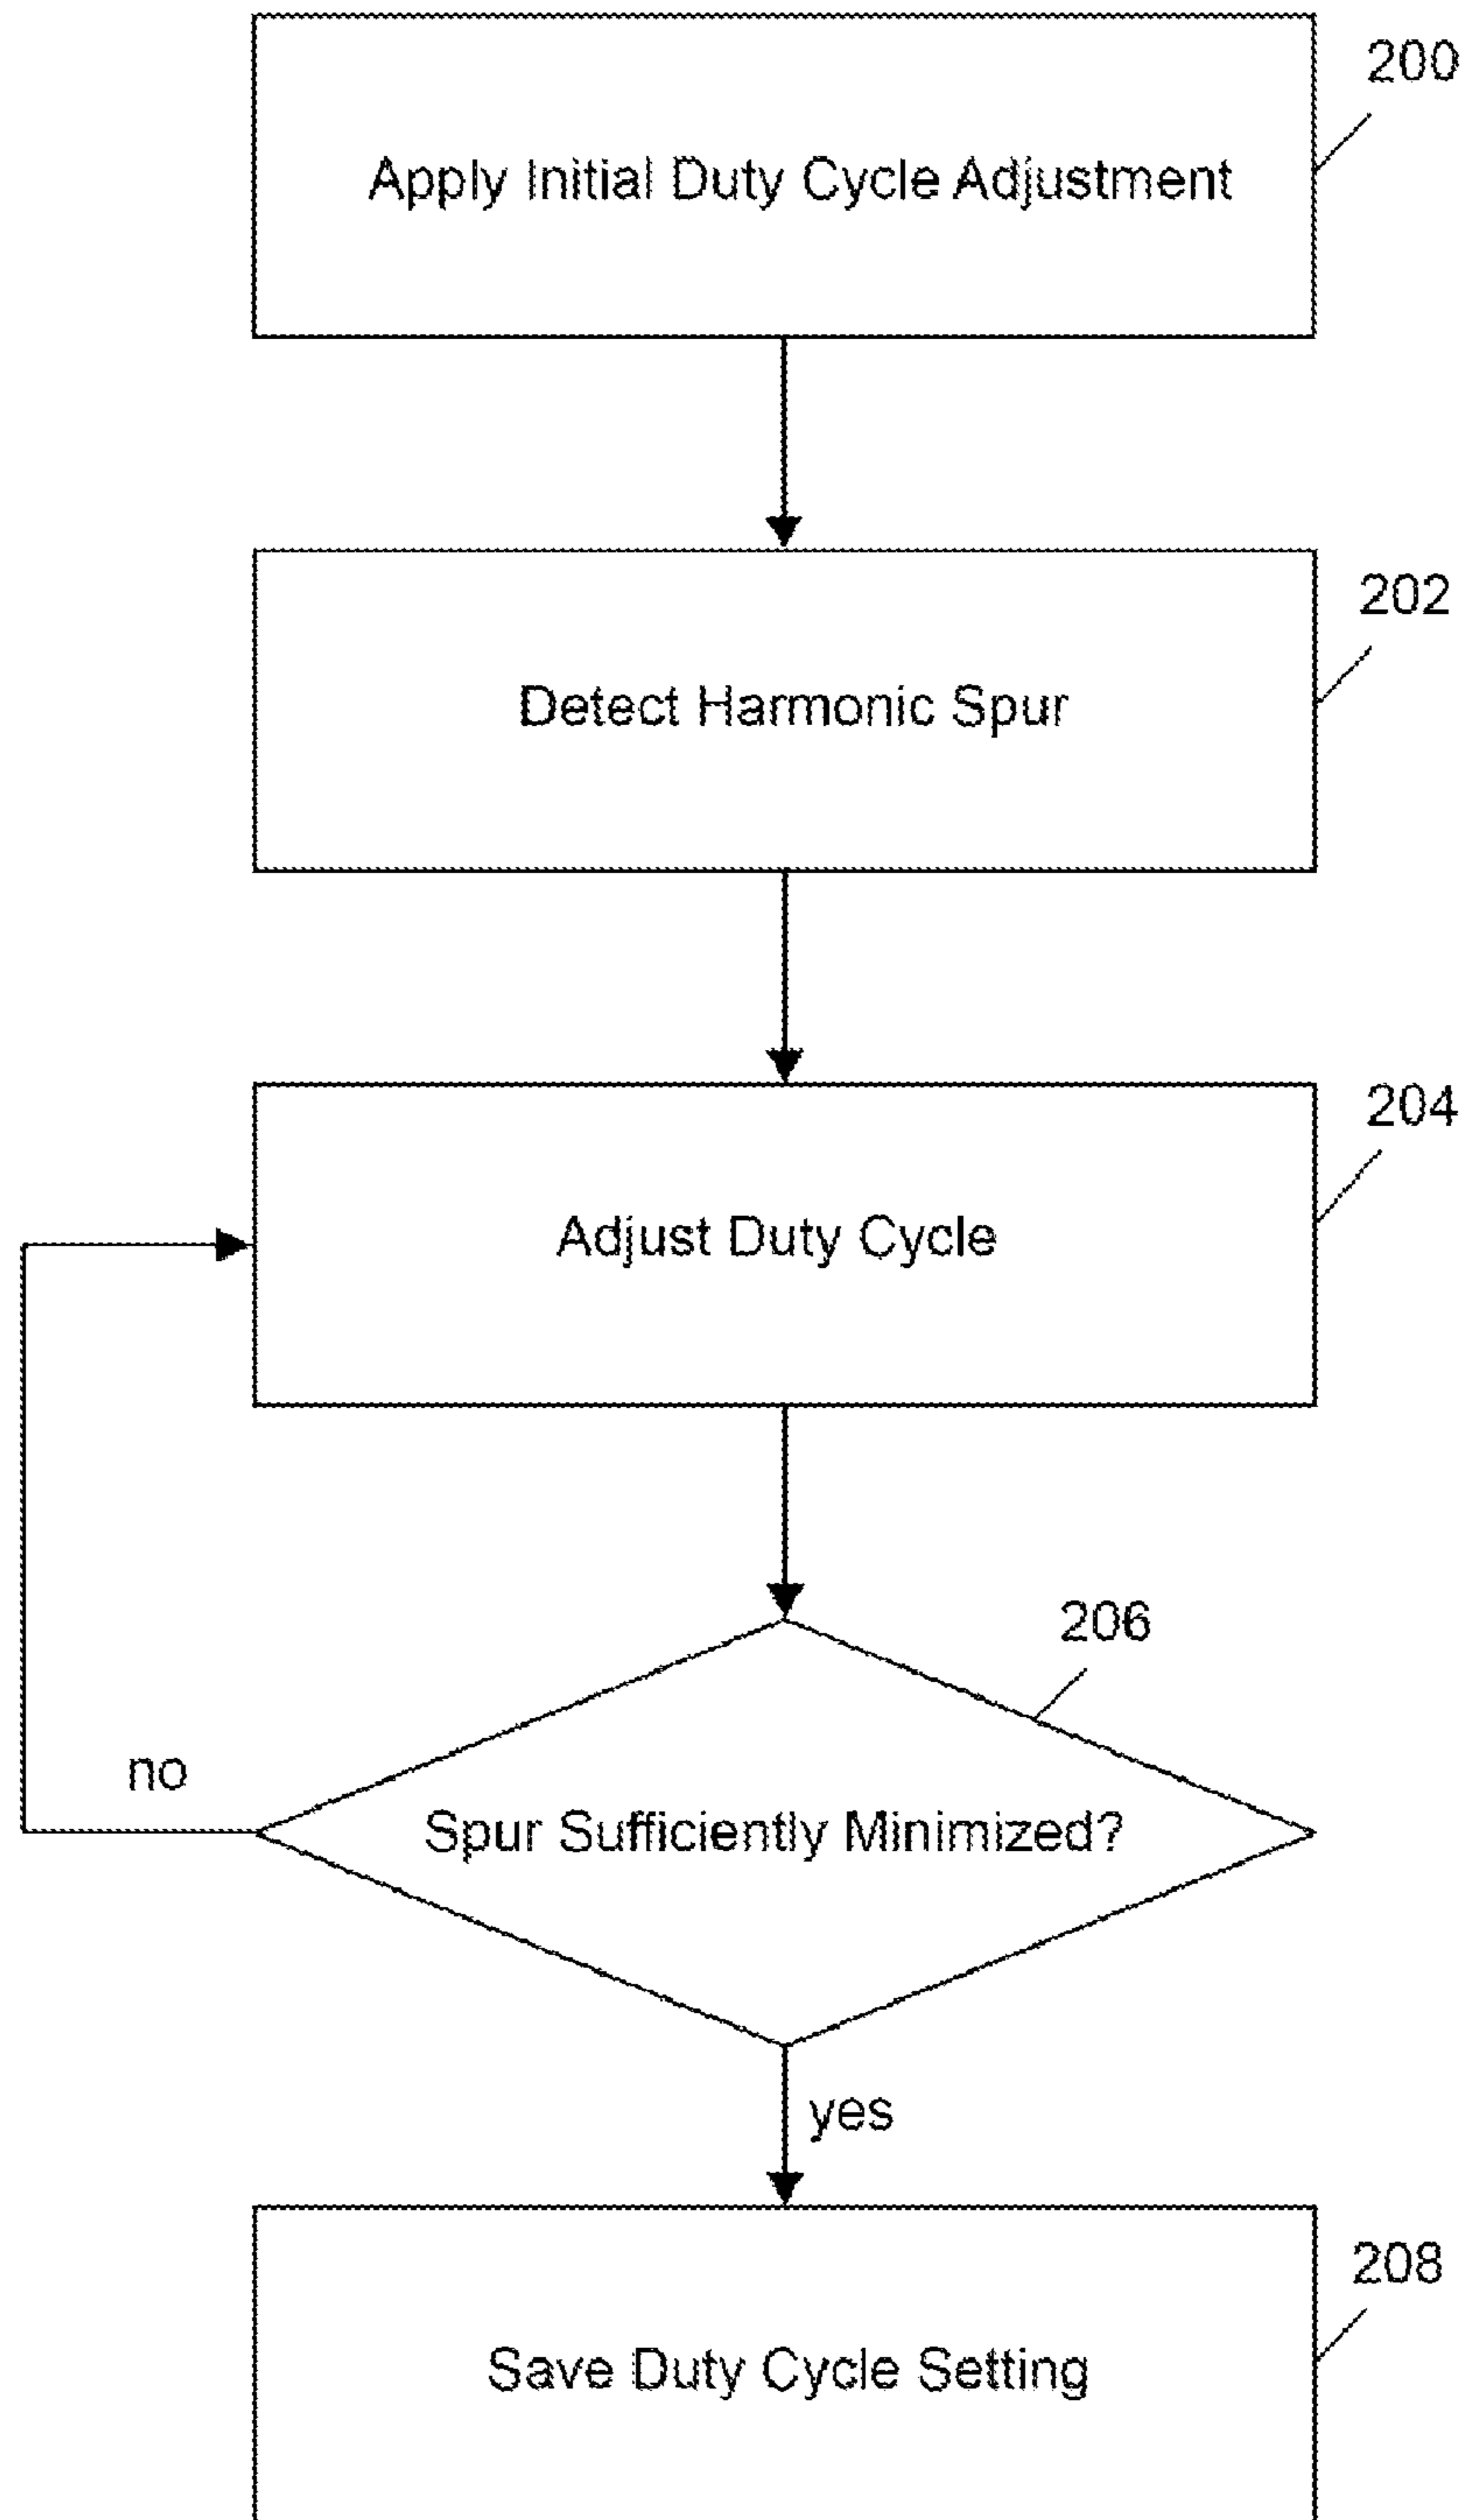 200
Apply Initial Duty Cycle Adjustment
202
Detect Harmonic Spur
204
Adjust Duty Cycle
206
no
Spur Sufficiently Minimized?
yes
208
Save Duty Cycle Setting